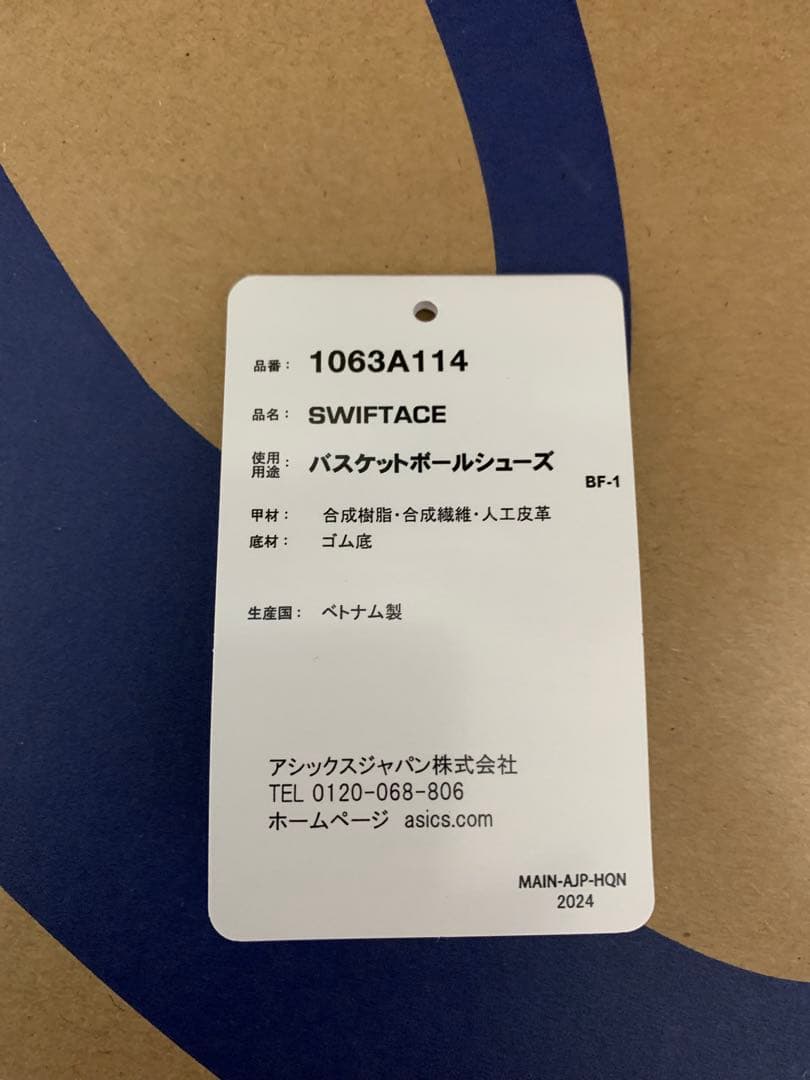 品番： 1063A114
品名： SWIFTACE
使用用途： バスケットボールシューズ
BF-1
甲材： 合成樹脂・合成繊維・人工皮革
底材： ゴム底
生産国： ベトナム製
アシックスジャパン株式会社
TEL 0120-068-806
ホームページ asics.com
MAIN-AJP-HQN
2024